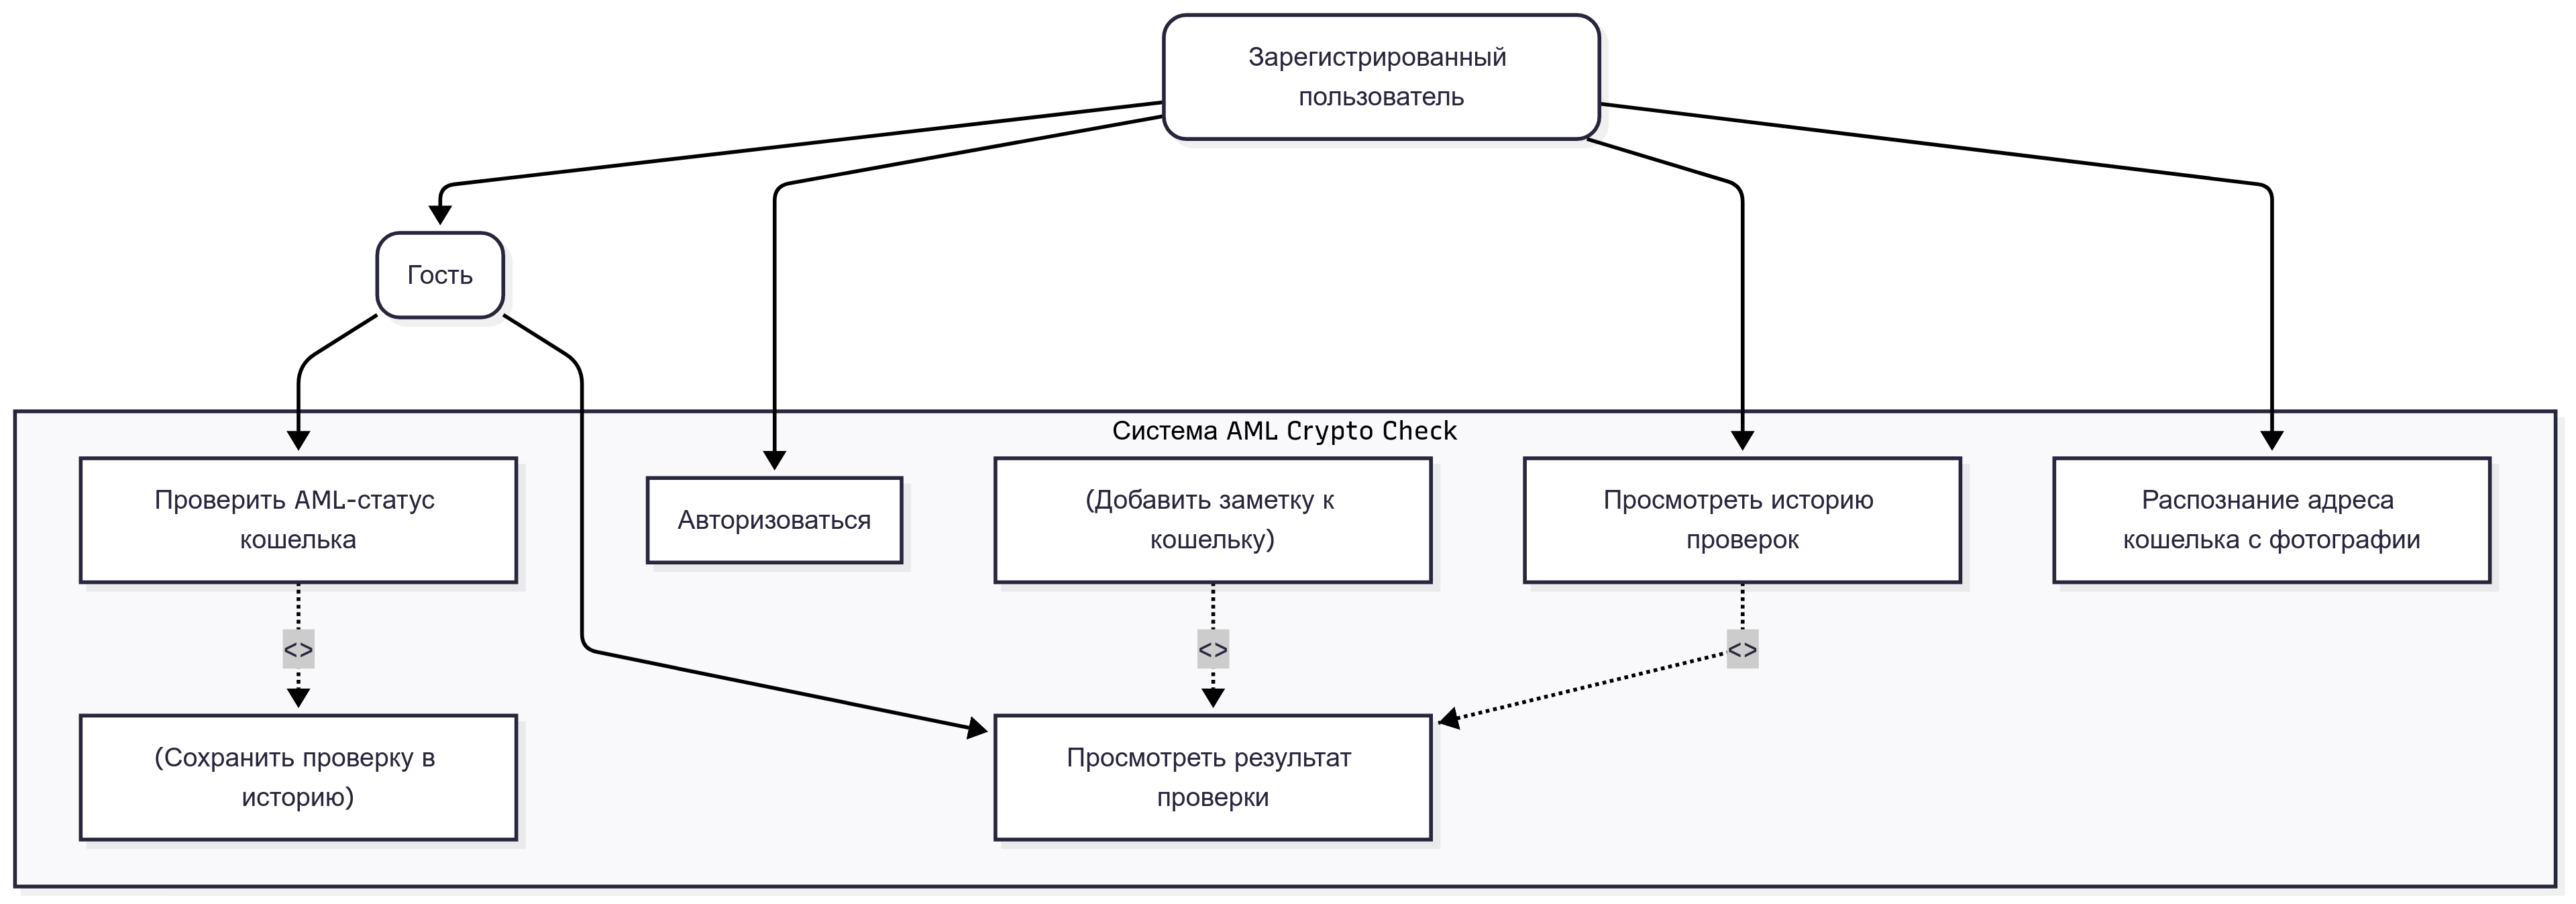 Зарегистрированный
пользователь
Гость
Система AML Crypto Check
Проверить AML-статус
кошелька
Авторизоваться
(Добавить заметку к
кошельку)
Просмотреть историю
проверок
Распознание адреса
кошелька с фотографии
<>
<>
<>
(Сохранить проверку в
историю)
Просмотреть результат
проверки